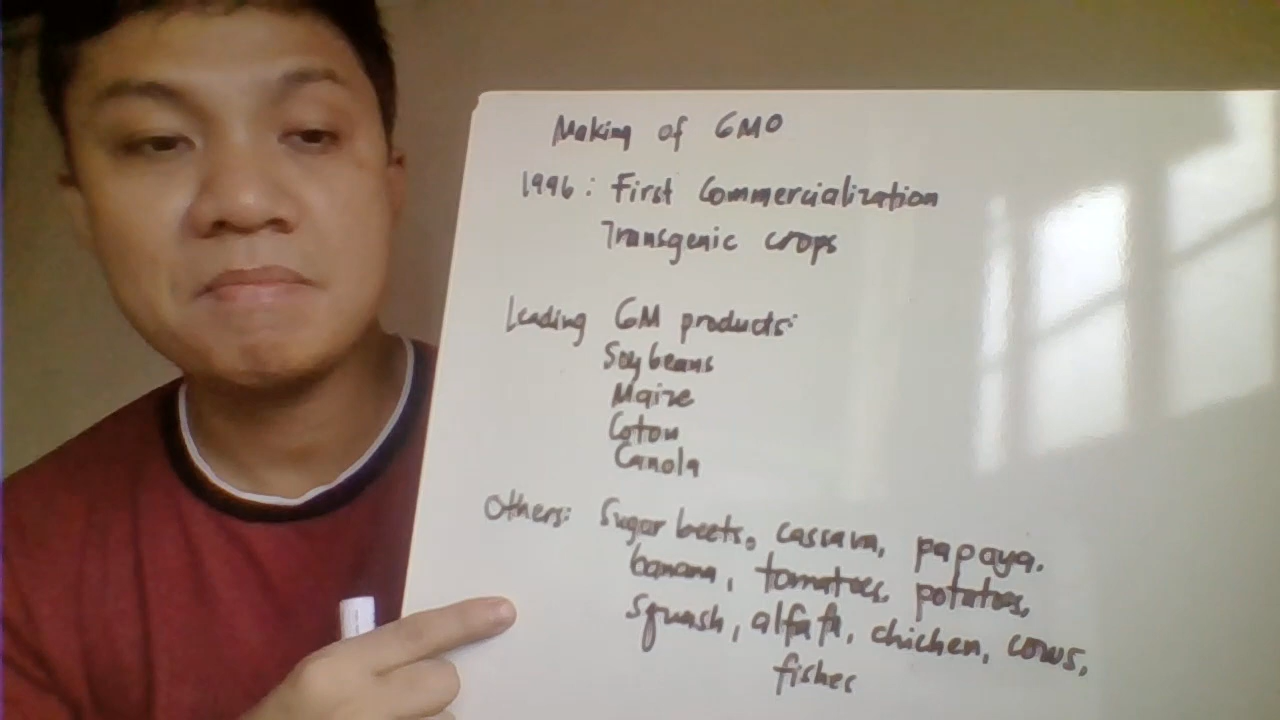 Making of GMO
1996: First Commercialization
Transgenic crops
Leading GM products:
Soybeans
Maize
Coton
Canola
Others: Sugar beets, cassava, papaya,
banana, tomatoes, potatoes,
squash, alfafa, chichen, cows,
fishes